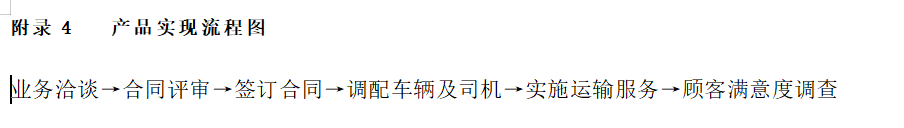 附录 4 产品实现流程图
业务洽谈→合同评审→签订合同→调配车辆及司机→实施运输服务→顾客满意度调查